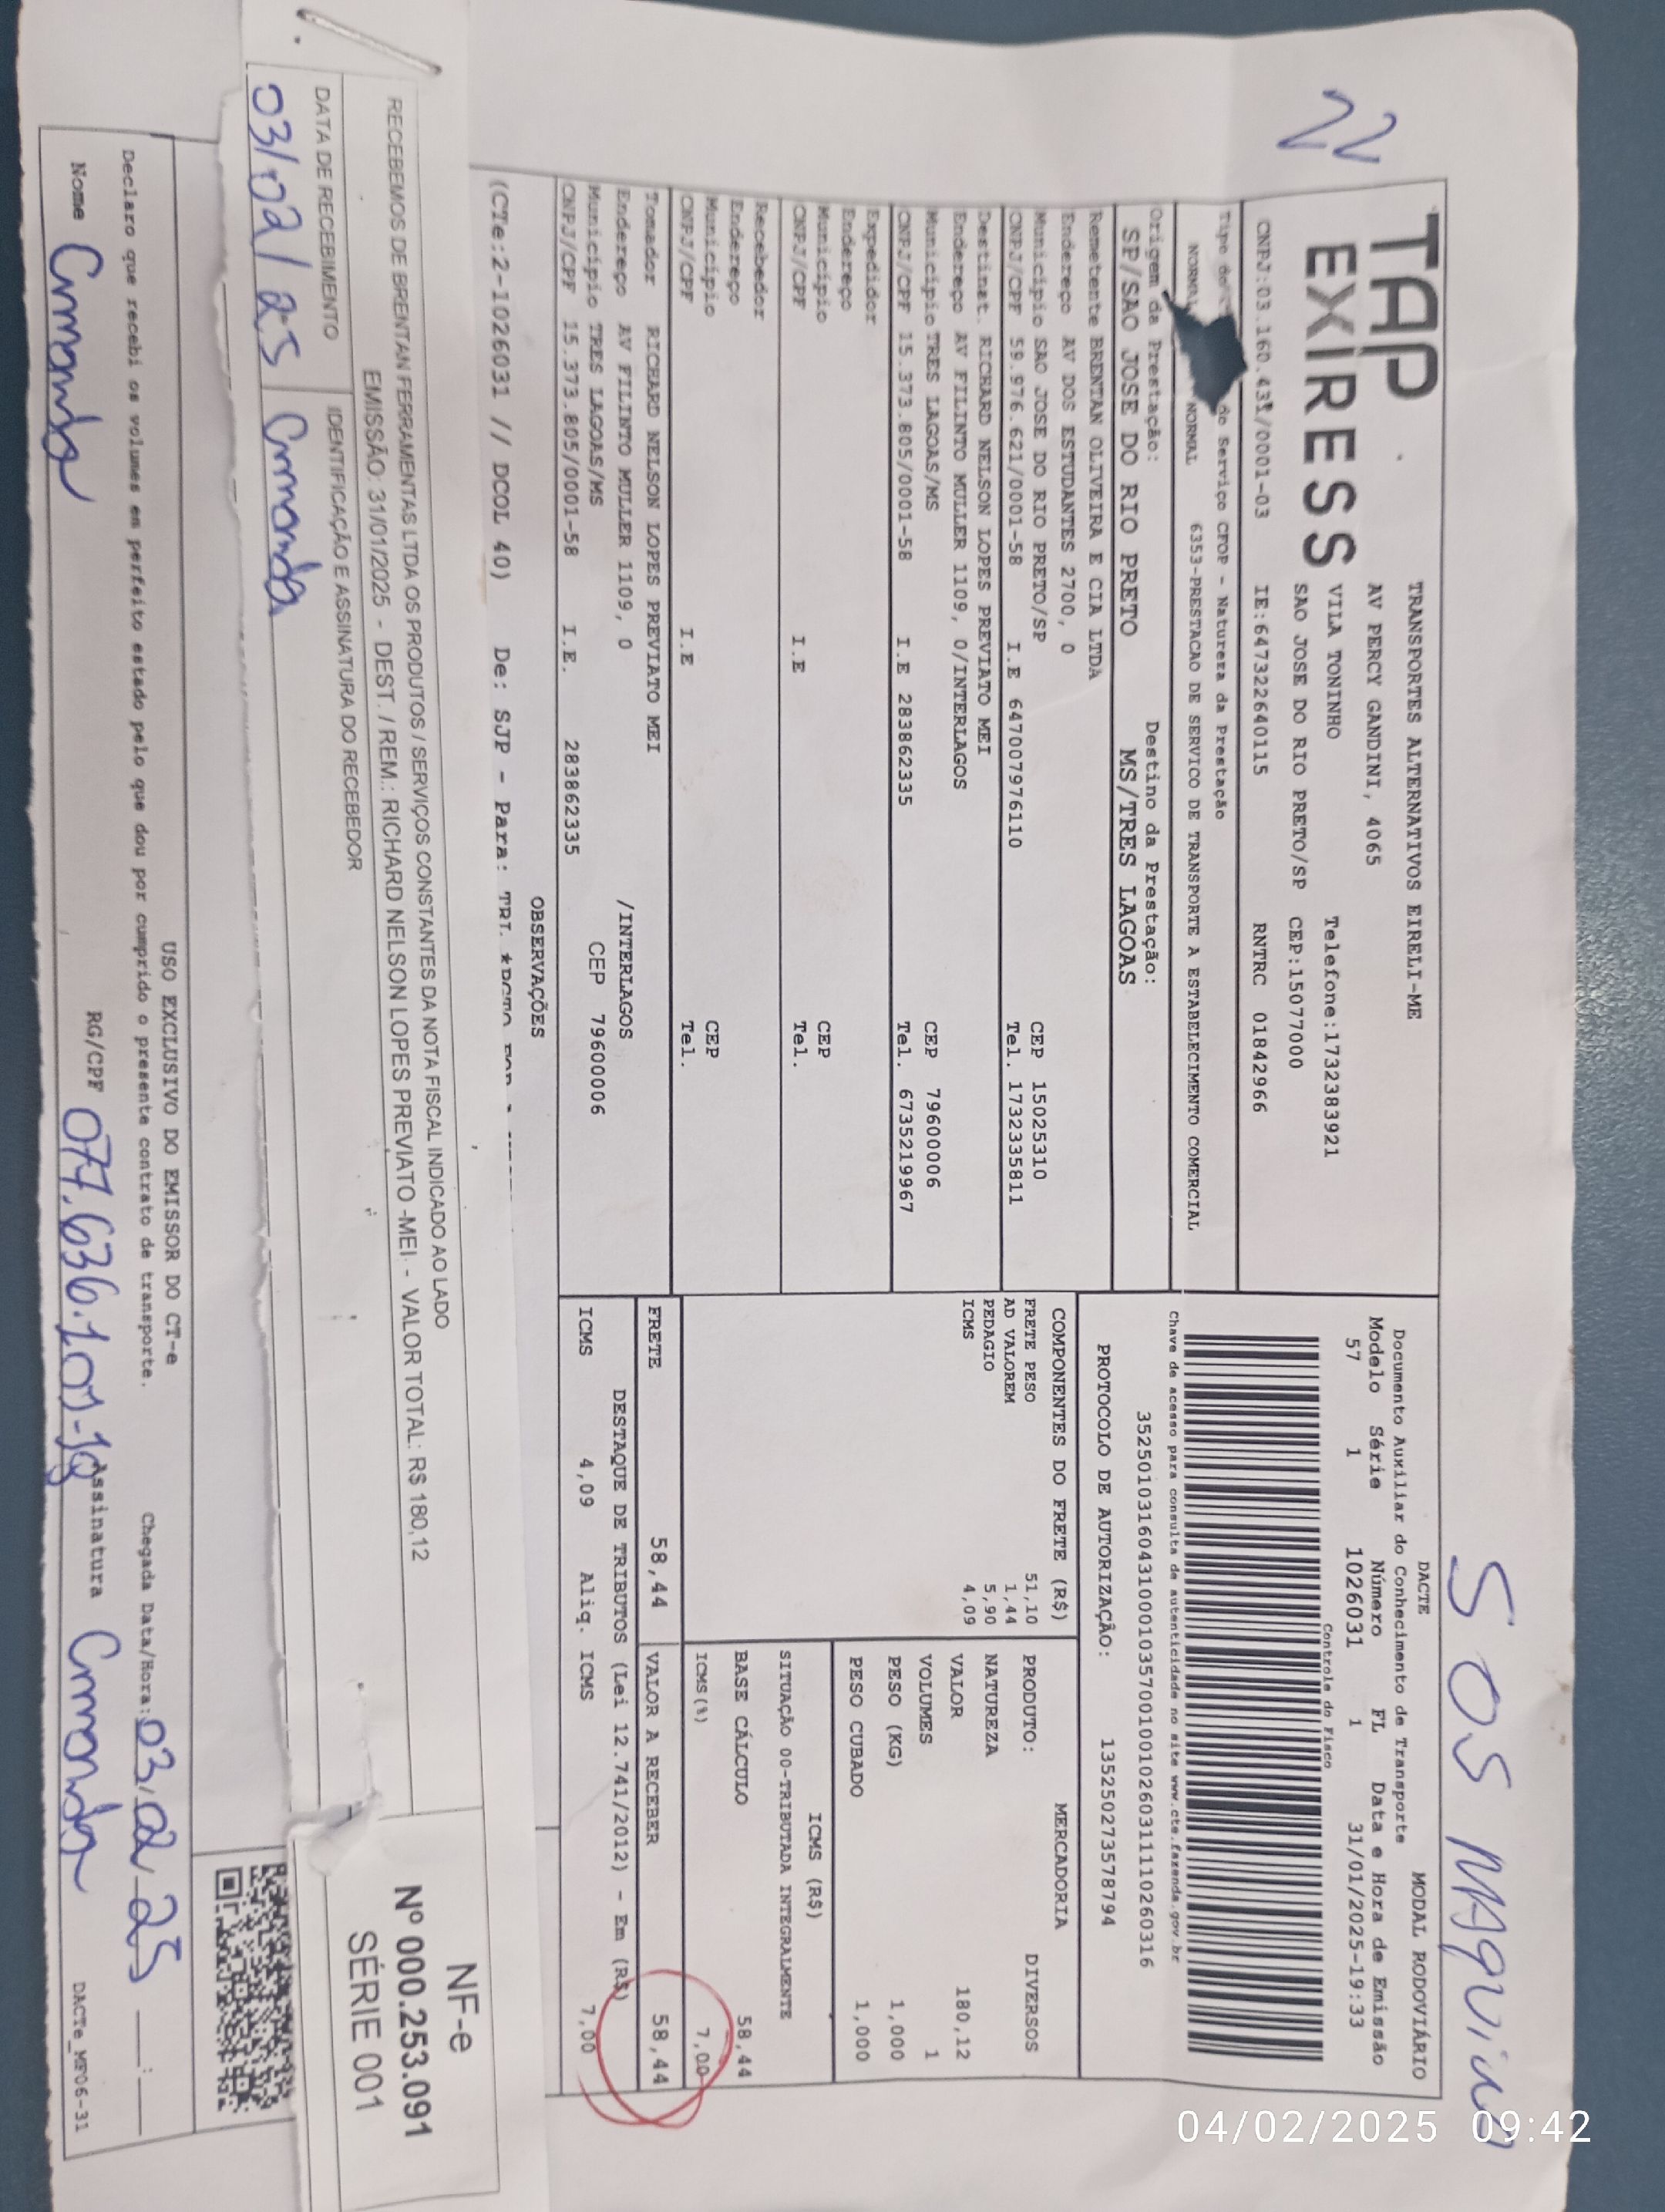 22
S OS MAQUINA
TAP
EXPRESS
TRANSPORTES ALTERNATIVOS EIRELI-ME
AV PERCY GANDINI, 4065
VILA TONINHO Telefone:1732383921
SAO JOSE DO RIO PRETO/SP CEP:15077000
CNPJ:03.160.431/0001-03 IE:647322640115 RNTRC 01842966
DACTE MODAL RODOVIÁRIO
Documento Auxiliar do Conhecimento de Transporte
Modelo Série Número FL Data e Hora de Emissão
57 1 1026031 1 31/01/2025-19:33
Controle do Fisco
Tipo do de Serviço CFOP - Natureza da Prestação
NORMAL NORMAL 6353-PRESTACAO DE SERVICO DE TRANSPORTE A ESTABELECIMENTO COMERCIAL
Chave de acesso para consulta de autenticidade no site www.cte.fazenda.gov.br
35250103160431000103570010010260311110260316
Origem da Prestação: Destino da Prestação:
SP/SAO JOSE DO RIO PRETO MS/TRES LAGOAS
PROTOCOLO DE AUTORIZAÇÃO: 135250273578794
Remetente BRENTAN OLIVEIRA E CIA LTDA
Endereço AV DOS ESTUDANTES 2700, 0
Município SAO JOSE DO RIO PRETO/SP CEP 15025310
CNPJ/CPF 59.976.621/0001-58 I.E 647007976110 Tel. 1732335811
Destinat. RICHARD NELSON LOPES PREVIATO MEI
Endereço AV FILINTO MULLER 1109, 0/INTERLAGOS
Município TRES LAGOAS/MS CEP 79600006
CNPJ/CPF 15.373.805/0001-58 I.E 283862335 Tel. 6735219967
Expedidor
Endereço
Município CEP
CNPJ/CPF I.E Tel.
Recebedor
Endereço
Município CEP
CNPJ/CPF I.E Tel.
Tomador RICHARD NELSON LOPES PREVIATO MEI
Endereço AV FILINTO MULLER 1109, 0 /INTERLAGOS
Município TRES LAGOAS/MS CEP 79600006
CNPJ/CPF 15.373.805/0001-58 I.E. 283862335
COMPONENTES DO FRETE (R$)
FRETE PESO 51,10
AD VALOREM 1,44
PEDAGIO 5,90
ICMS 4,09
MERCADORIA
PRODUTO: DIVERSOS
NATUREZA
VALOR 180,12
VOLUMES 1
PESO (KG) 1,000
PESO CUBADO 1,000
ICMS (R$)
SITUAÇÃO 00-TRIBUTADA INTEGRALMENTE
BASE CÁLCULO 58,44
ICMS(%) 7,00
FRETE 58,44 VALOR A RECEBER 58,44
DESTAQUE DE TRIBUTOS (Lei 12.741/2012) - Em (R$)
ICMS 4,09 Aliq. ICMS 7,00
OBSERVAÇÕES
(CTe:2-1026031 // DCOL 40) De: SJP - Para: TRT.
RECEBEMOS DE BRENTAN FERRAMENTAS LTDA OS PRODUTOS / SERVIÇOS CONSTANTES DA NOTA FISCAL INDICADO AO LADO
EMISSÃO: 31/01/2025 - DEST. / REM.: RICHARD NELSON LOPES PREVIATO -MEI - VALOR TOTAL: R$ 180,12
DATA DE RECEBIMENTO IDENTIFICAÇÃO E ASSINATURA DO RECEBEDOR
03/02/25
NF-e
Nº 000.253.091
SÉRIE 001
USO EXCLUSIVO DO EMISSOR DO CT-e
Declaro que recebi os volumes em perfeito estado pelo que dou por cumprido o presente contrato de transporte. Chegada Data/Hora: 03/02/25 ___:___
Nome RG/CPF Assinatura
DACTe_MF06-31
04/02/2025 09:42